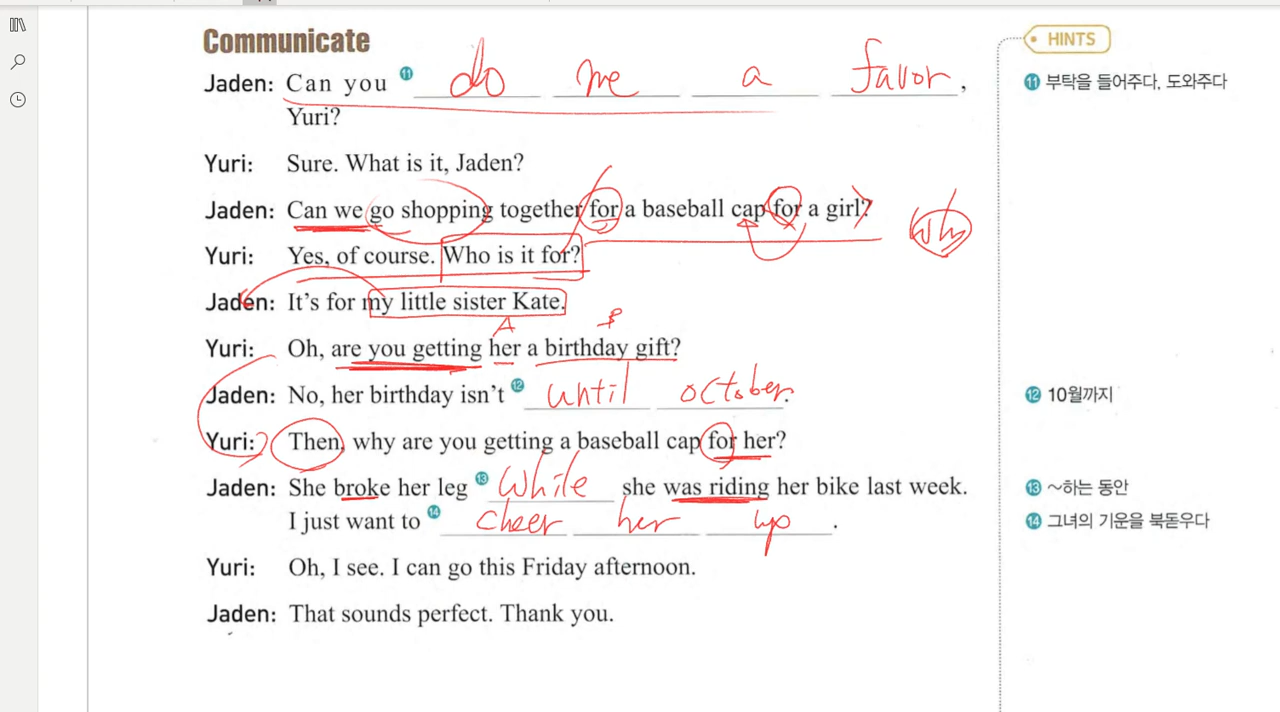 Communicate
HINTS
Jaden: Can you ⑪ do me a favor,
⑪ 부탁을 들어주다, 도와주다
Yuri?
Yuri: Sure. What is it, Jaden?
Jaden: Can we go shopping together for a baseball cap for a girl?
why
Yuri: Yes, of course. Who is it for?
Jaden: It's for my little sister Kate.
A
Yuri: Oh, are you getting her a birthday gift?
Jaden: No, her birthday isn't ⑫ until october.
⑫ 10월까지
Yuri: Then, why are you getting a baseball cap for her?
Jaden: She broke her leg ⑬ while she was riding her bike last week.
⑬ ~하는 동안
I just want to ⑭ cheer her up.
⑭ 그녀의 기운을 북돋우다
Yuri: Oh, I see. I can go this Friday afternoon.
Jaden: That sounds perfect. Thank you.